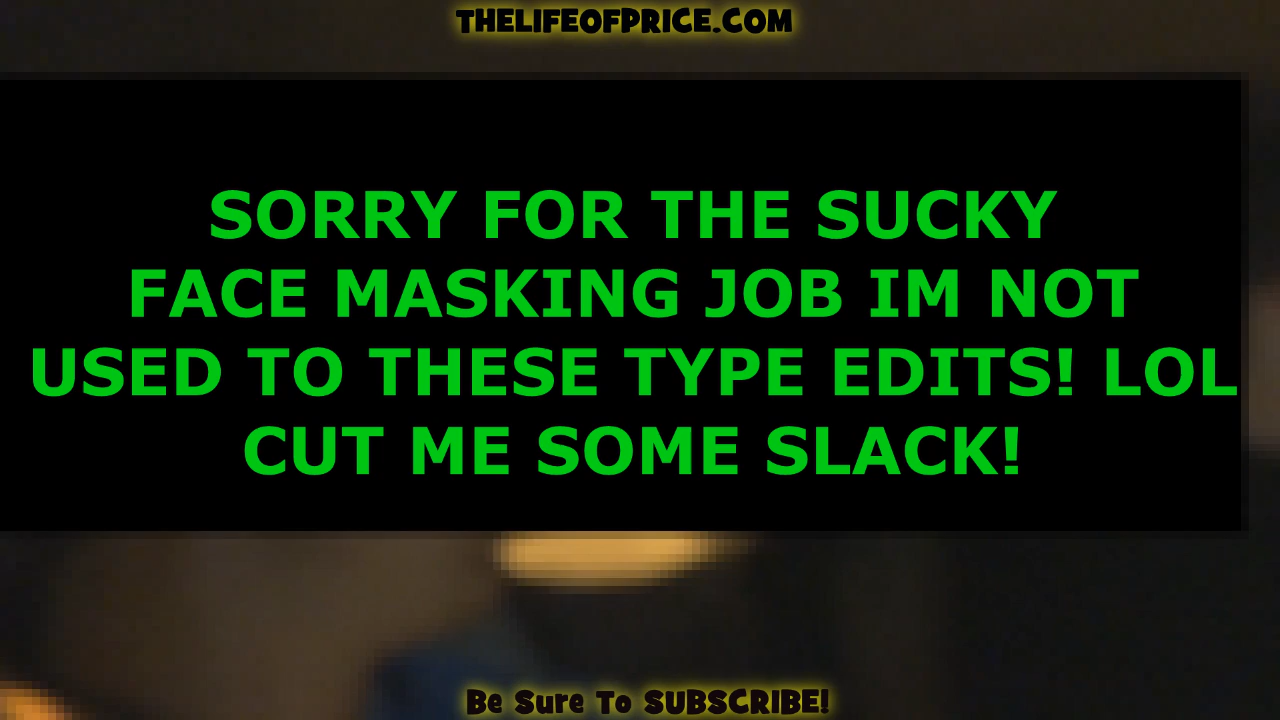 THELIFEOFPRICE.COM
SORRY FOR THE SUCKY
FACE MASKING JOB IM NOT
USED TO THESE TYPE EDITS! LOL
CUT ME SOME SLACK!
Be Sure To SUBSCRIBE!